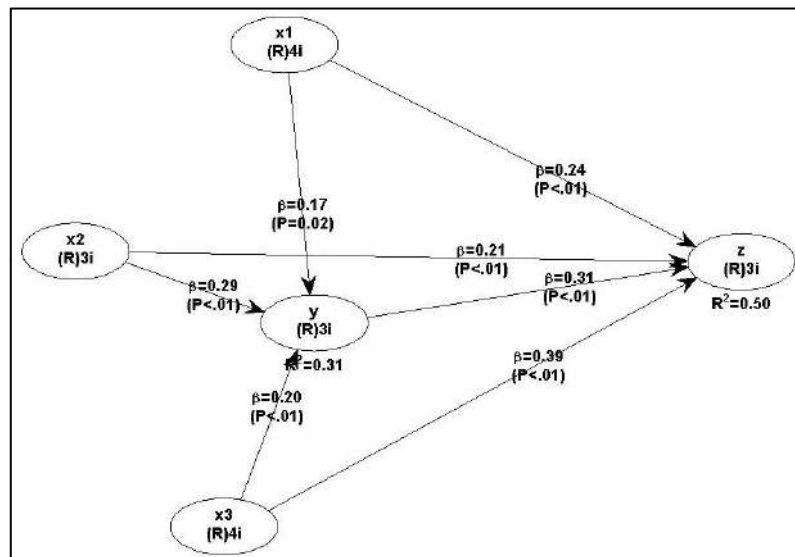 x1
(R)4i
β=0.24
(P<.01)
β=0.17
(P=0.02)
x2
(R)3i
β=0.21
(P<.01)
z
(R)3i
R²=0.50
β=0.29
(P<.01)
β=0.31
(P<.01)
y
(R)3i
R²=0.31
β=0.39
(P<.01)
β=0.20
(P<.01)
x3
(R)4i